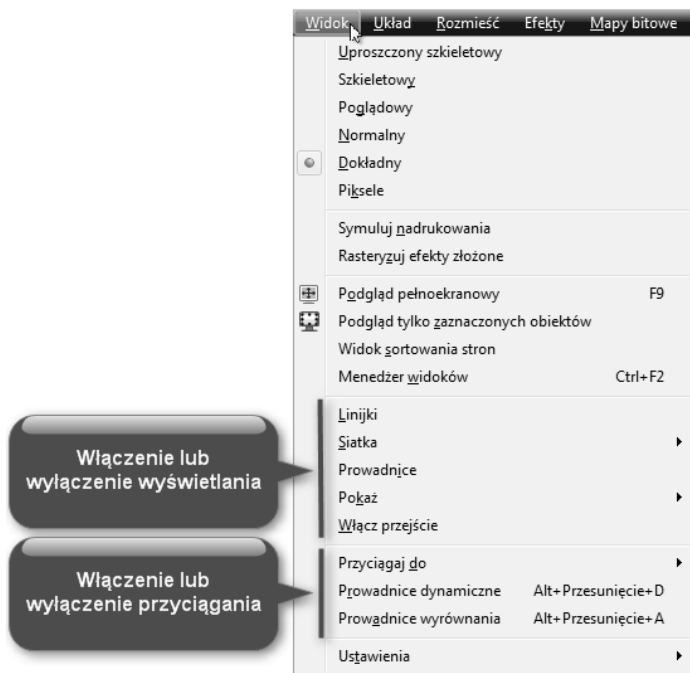 Widok Układ Rozmieść Efekty Mapy bitowe
Uproszczony szkieletowy
Szkieletowy
Poglądowy
Normalny
Dokładny
Piksele
Symuluj nadrukowania
Rasteryzuj efekty złożone
Podgląd pełnoekranowy F9
Podgląd tylko zaznaczonych obiektów
Widok sortowania stron
Menedżer widoków Ctrl+F2
Włączenie lub
wyłączenie wyświetlania
Linijki
Siatka
Prowadnice
Pokaż
Włącz przejście
Włączenie lub
wyłączenie przyciągania
Przyciągaj do
Prowadnice dynamiczne Alt+Przesunięcie+D
Prowadnice wyrównania Alt+Przesunięcie+A
Ustawienia